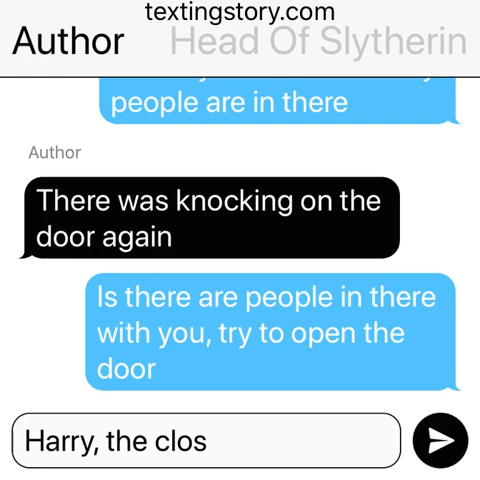 textingstory.com
Author Head Of Slytherin
people are in there
Author
There was knocking on the
door again
Is there are people in there
with you, try to open the
door
Harry, the clos